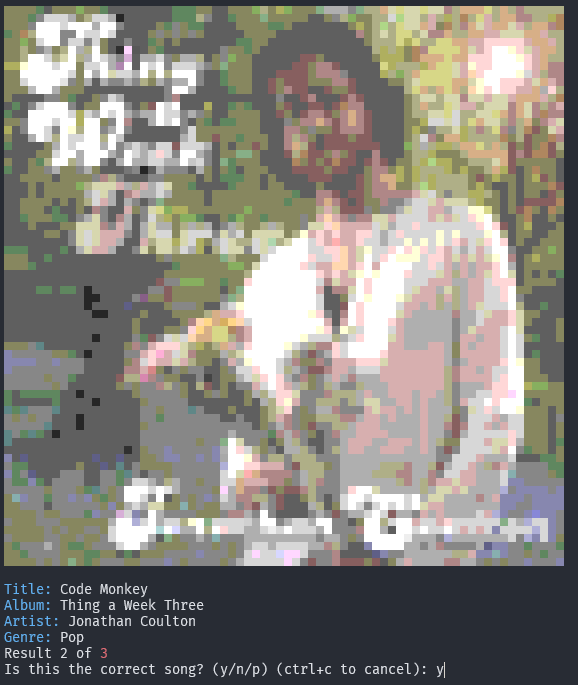 Title: Code Monkey
Album: Thing a Week Three
Artist: Jonathan Coulton
Genre: Pop
Result 2 of 3
Is this the correct song? (y/n/p) (ctrl+c to cancel): y